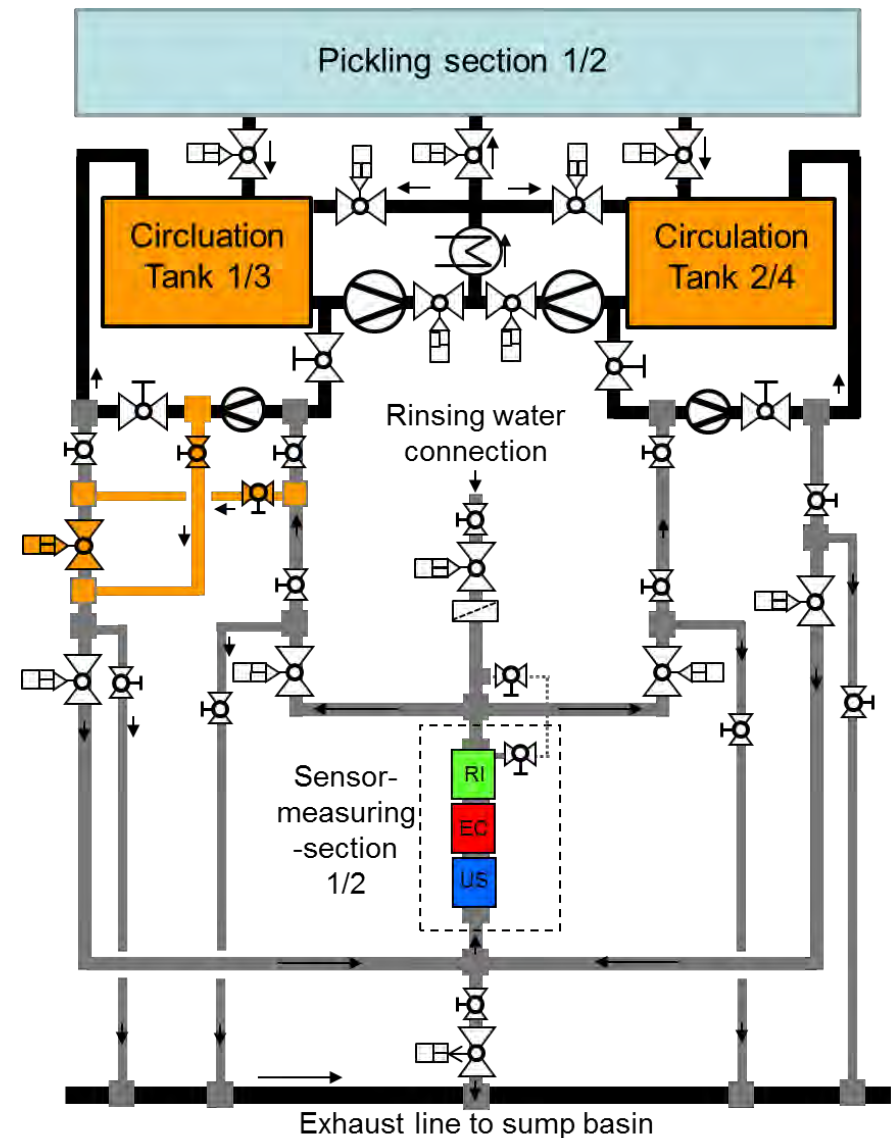 Pickling section 1/2
Circluation
Tank 1/3
Circulation
Tank 2/4
Rinsing water
connection
Sensor-
measuring
-section
1/2
RI
EC
US
Exhaust line to sump basin